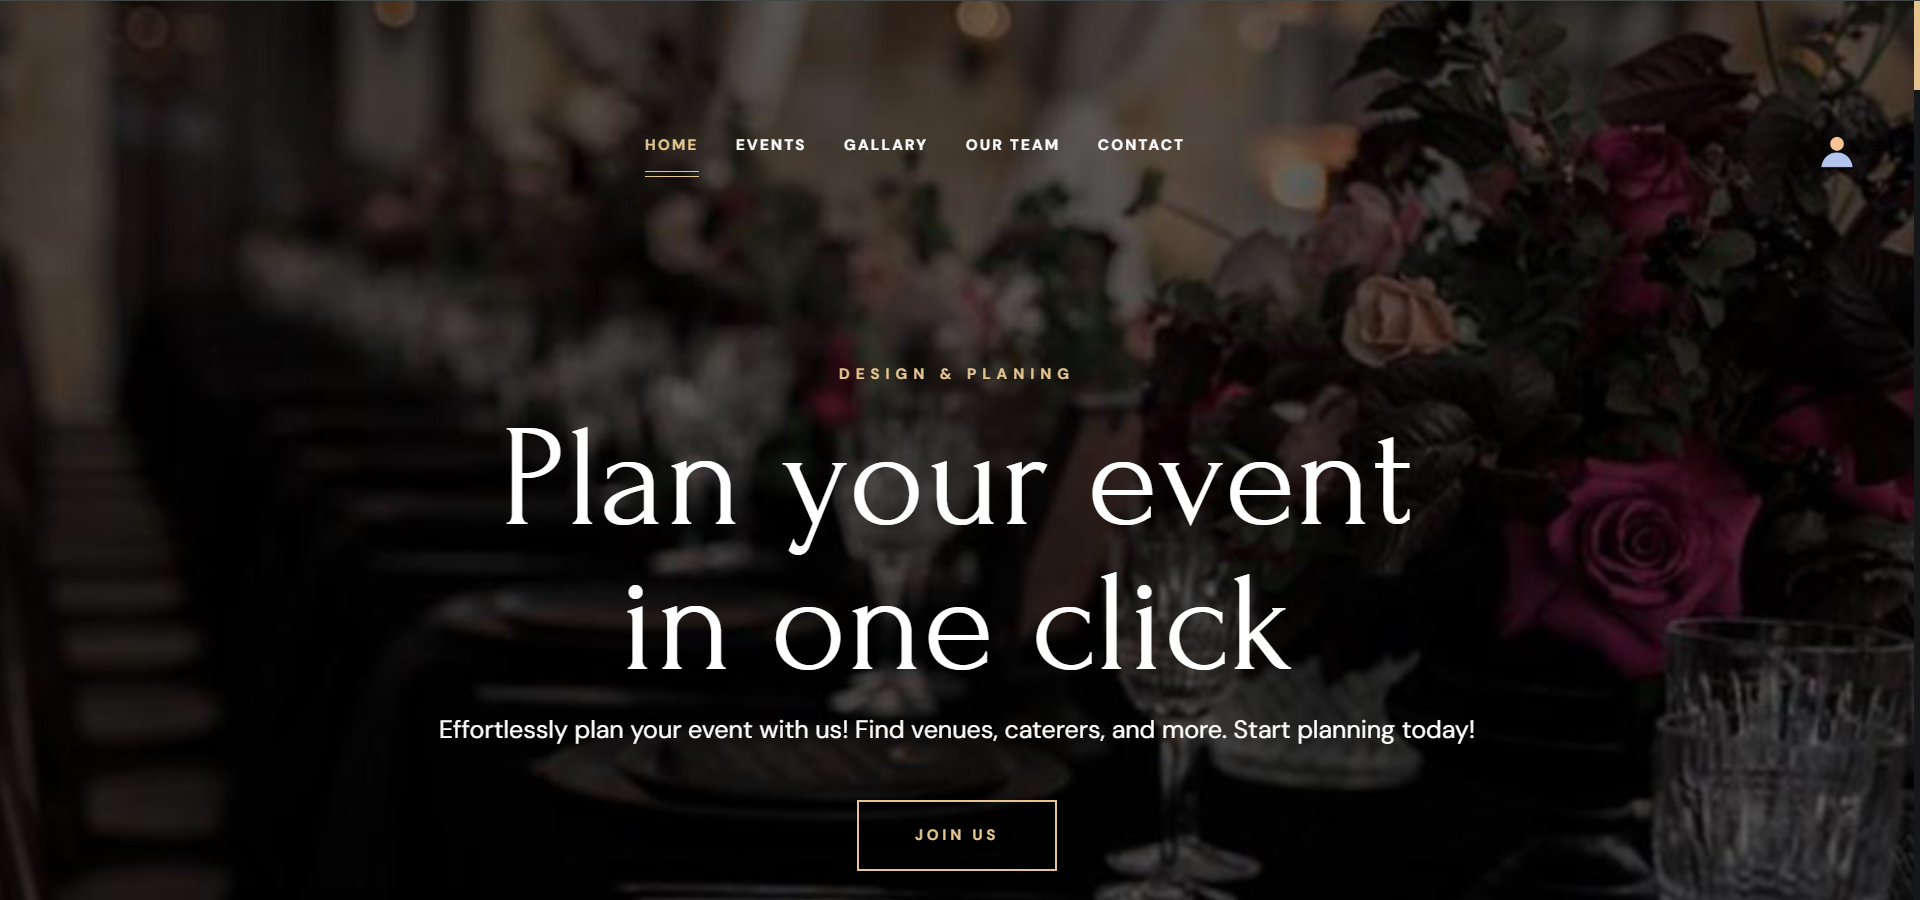 HOME EVENTS GALLARY OUR TEAM CONTACT
DESIGN & PLANING
Plan your event
in one click
Effortlessly plan your event with us! Find venues, caterers, and more. Start planning today!
JOIN US